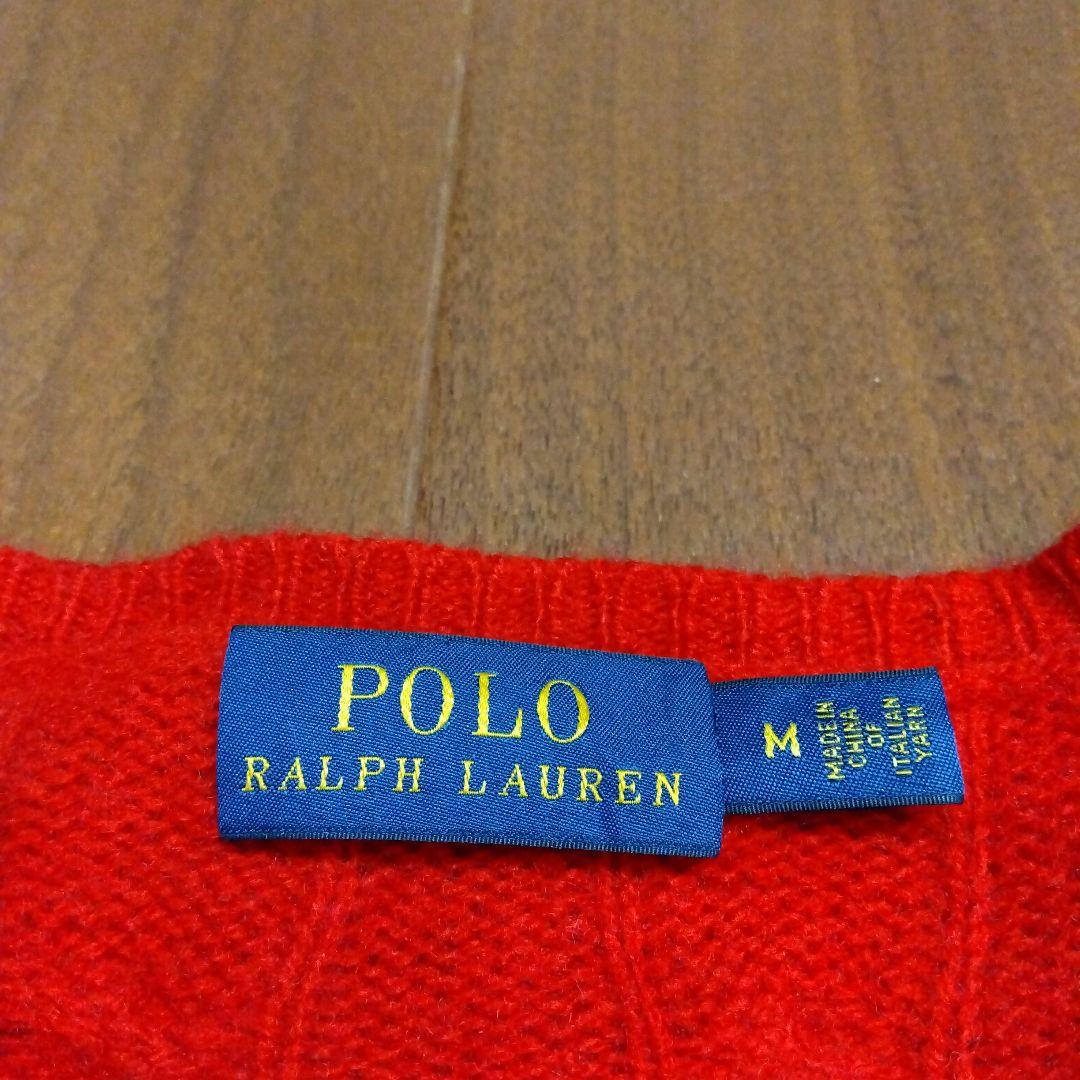 POLO
RALPH LAUREN
M
MADE IN
CHINA
OF
ITALIAN
YARN